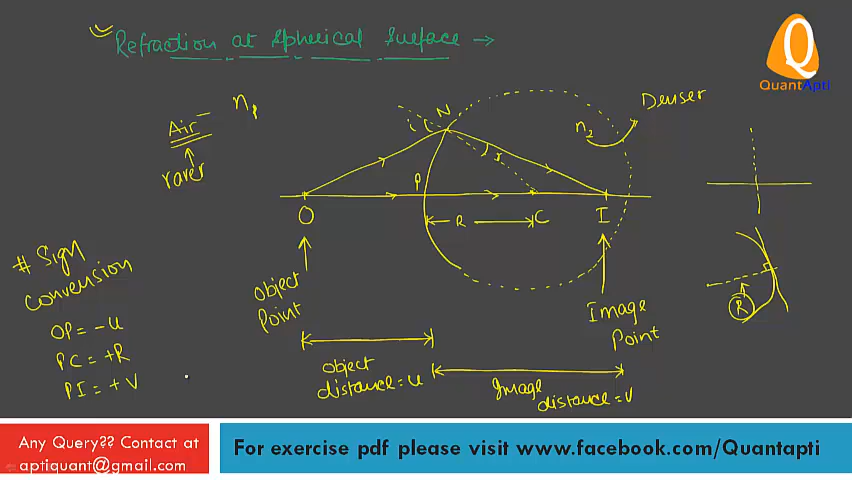 Refraction at Spherical Surface →
Q
QuantApti
Air
n1
rarer
i
N
r
n2
Denser
P
O
R
C
I
Object
Point
Image
Point
object
distance = u
Image
distance = v
# Sign
conversion
OP = -u
PC = +R
PI = +V
R
Any Query?? Contact at
aptiquant@gmail.com
For exercise pdf please visit www.facebook.com/Quantapti